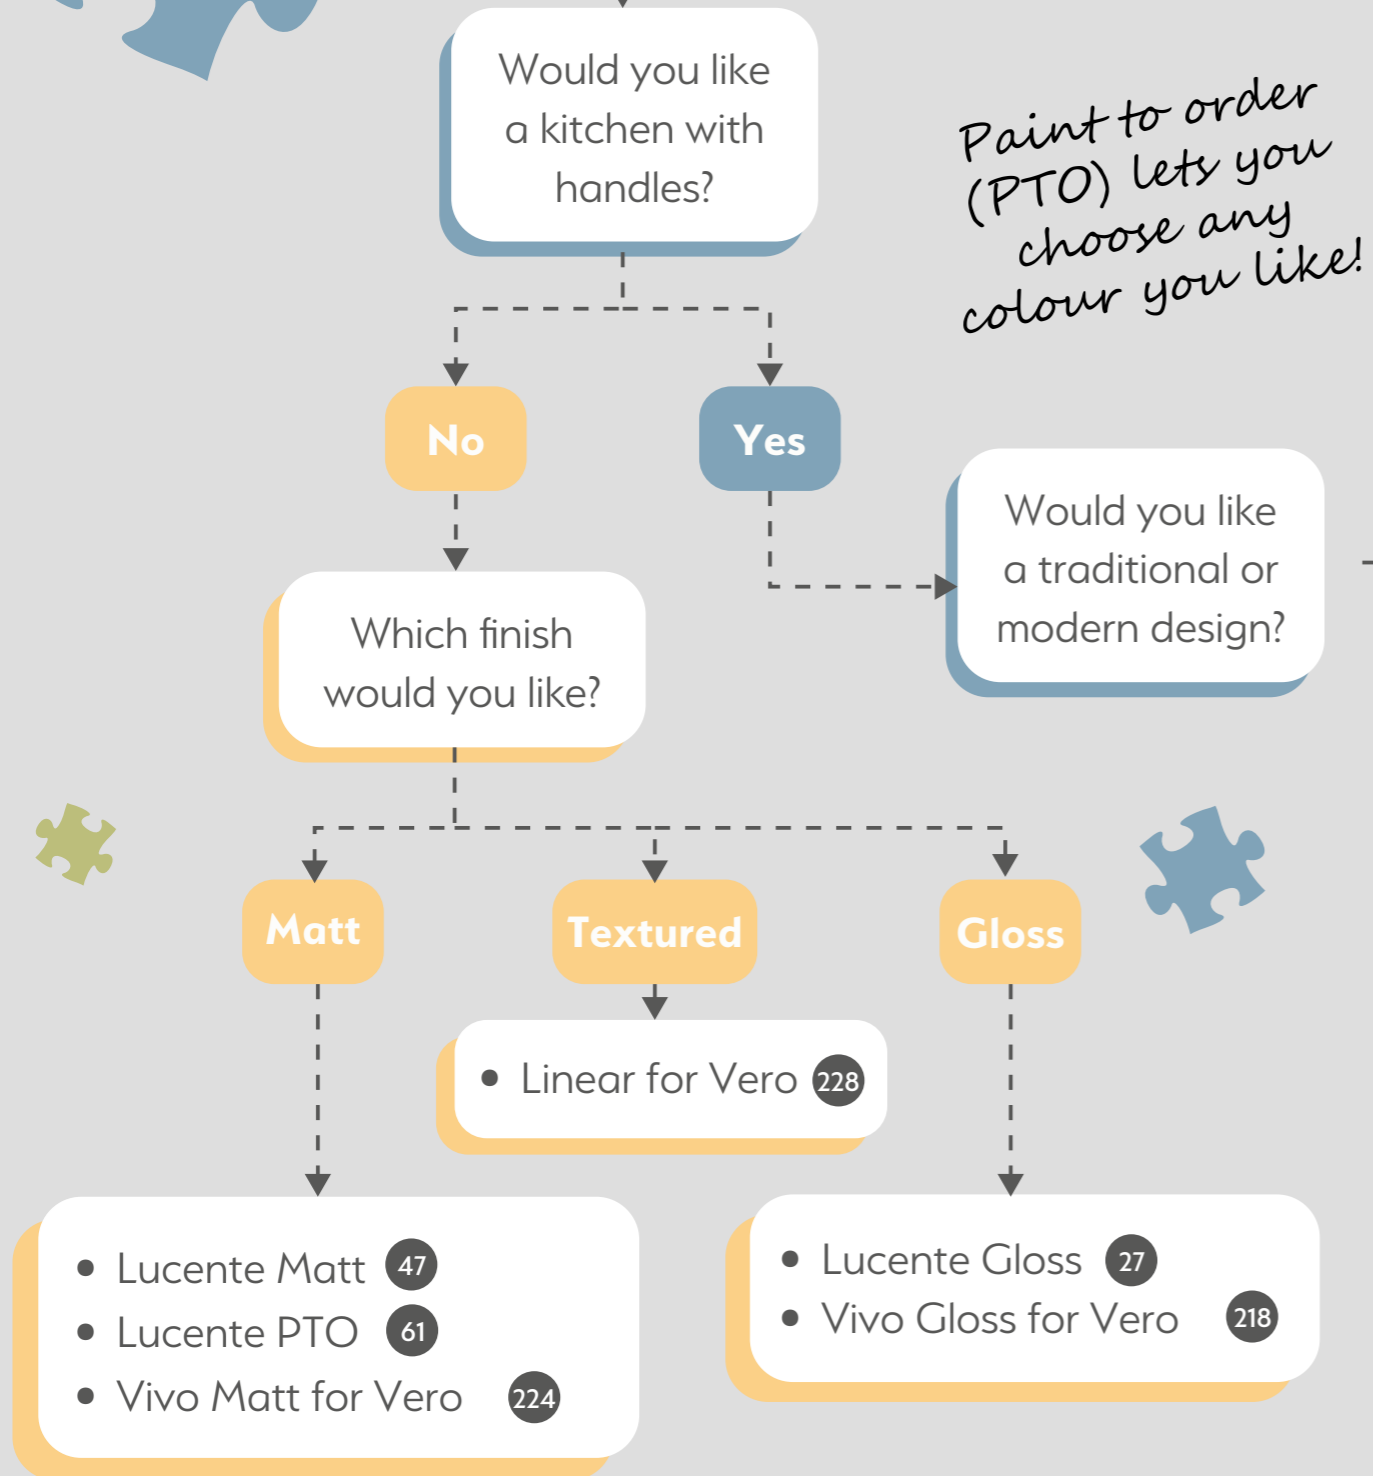 Would you like
a kitchen with
handles?
Paint to order
(PTO) lets you
choose any
colour you like!
No
Yes
Would you like
a traditional or
modern design?
Which finish
would you like?
Matt
Textured
Gloss
• Linear for Vero 228
• Lucente Matt 47
• Lucente PTO 61
• Vivo Matt for Vero 224
• Lucente Gloss 27
• Vivo Gloss for Vero 218